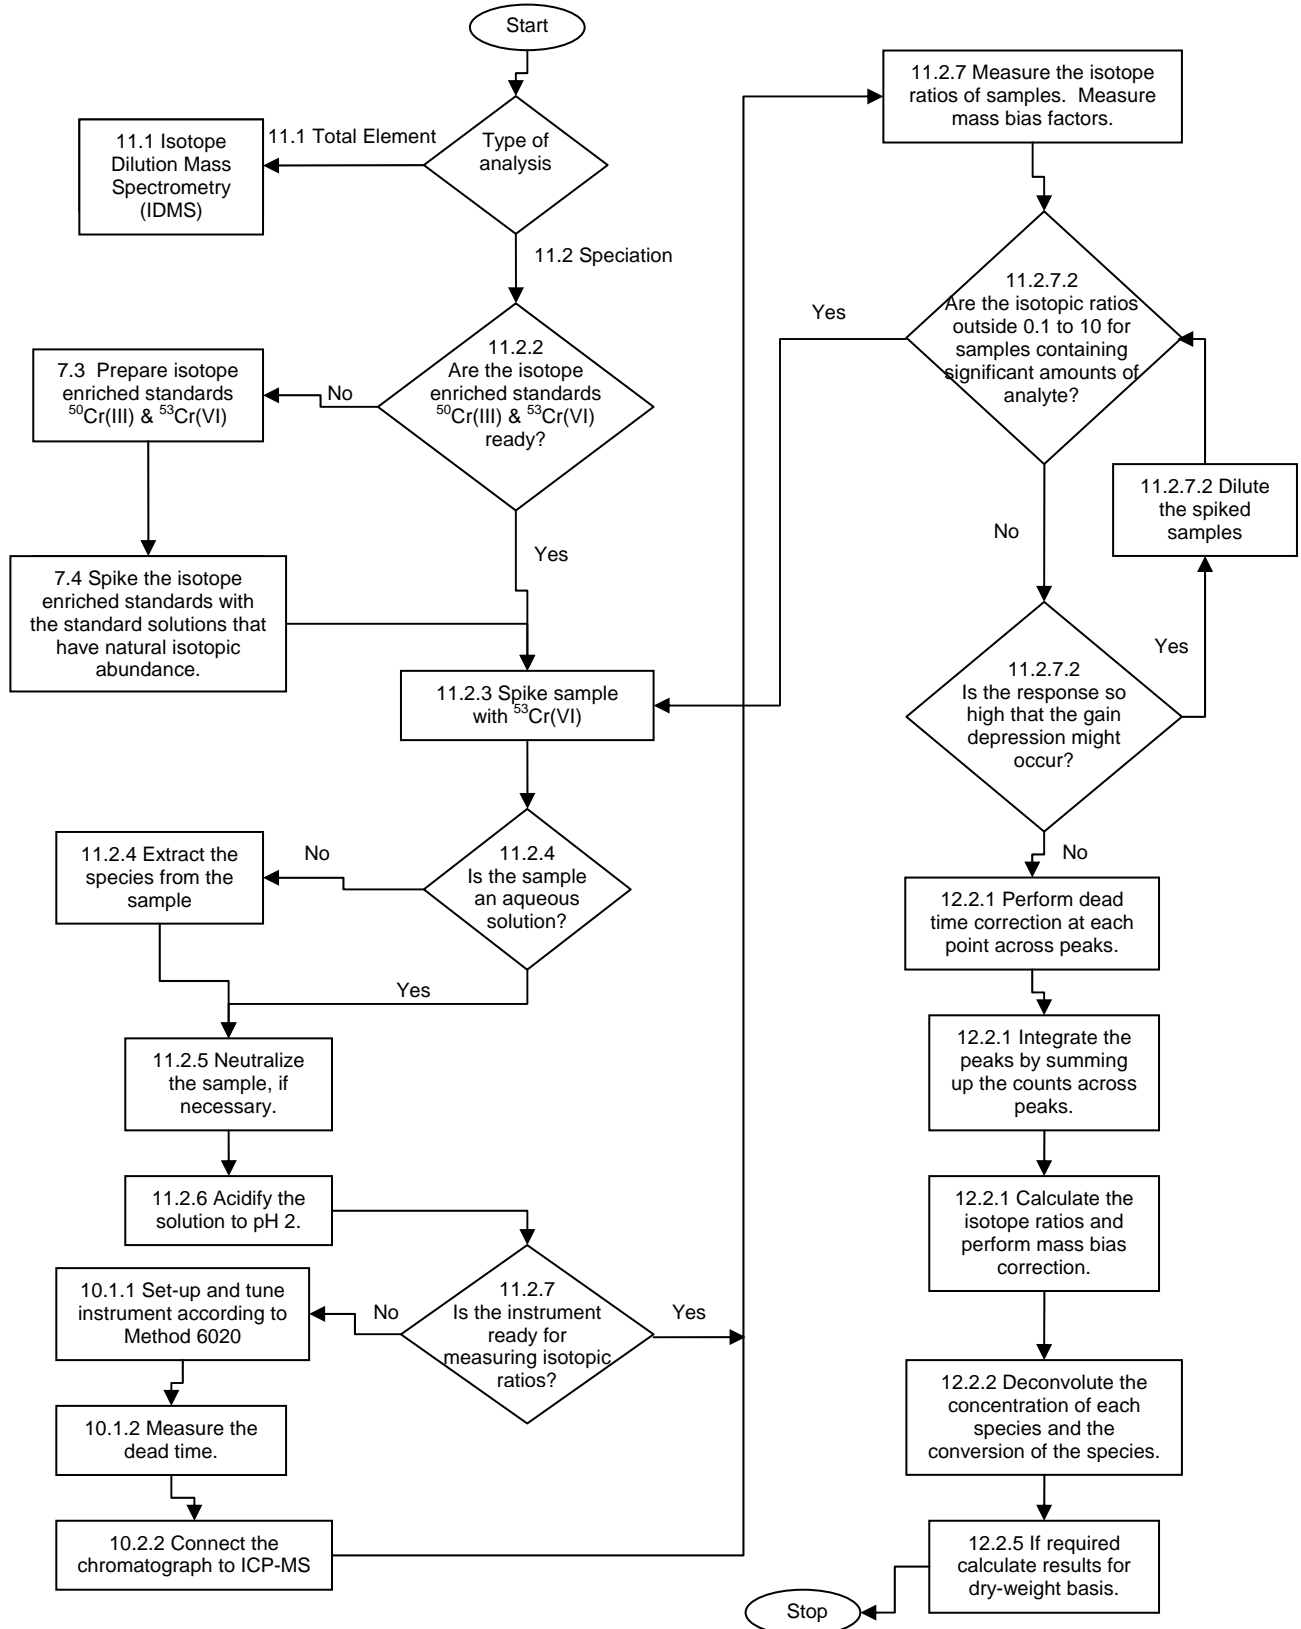 Start
Type of
analysis
11.1 Total Element
11.1 Isotope
Dilution Mass
Spectrometry
(IDMS)
11.2 Speciation
11.2.2
Are the isotope
enriched standards
⁵⁰Cr(III) & ⁵³Cr(VI)
ready?
No
7.3 Prepare isotope
enriched standards
⁵⁰Cr(III) & ⁵³Cr(VI)
Yes
7.4 Spike the isotope
enriched standards with
the standard solutions that
have natural isotopic
abundance.
11.2.3 Spike sample
with ⁵³Cr(VI)
11.2.4
Is the sample
an aqueous
solution?
No
11.2.4 Extract the
species from the
sample
Yes
11.2.5 Neutralize
the sample, if
necessary.
11.2.6 Acidify the
solution to pH 2.
11.2.7
Is the instrument
ready for
measuring isotopic
ratios?
No
Yes
10.1.1 Set-up and tune
instrument according to
Method 6020
10.1.2 Measure the
dead time.
10.2.2 Connect the
chromatograph to ICP-MS
11.2.7 Measure the isotope
ratios of samples. Measure
mass bias factors.
11.2.7.2
Are the isotopic ratios
outside 0.1 to 10 for
samples containing
significant amounts of
analyte?
Yes
No
11.2.7.2 Dilute
the spiked
samples
11.2.7.2
Is the response so
high that the gain
depression might
occur?
Yes
No
12.2.1 Perform dead
time correction at each
point across peaks.
12.2.1 Integrate the
peaks by summing
up the counts across
peaks.
12.2.1 Calculate the
isotope ratios and
perform mass bias
correction.
12.2.2 Deconvolute the
concentration of each
species and the
conversion of the species.
12.2.5 If required
calculate results for
dry-weight basis.
Stop